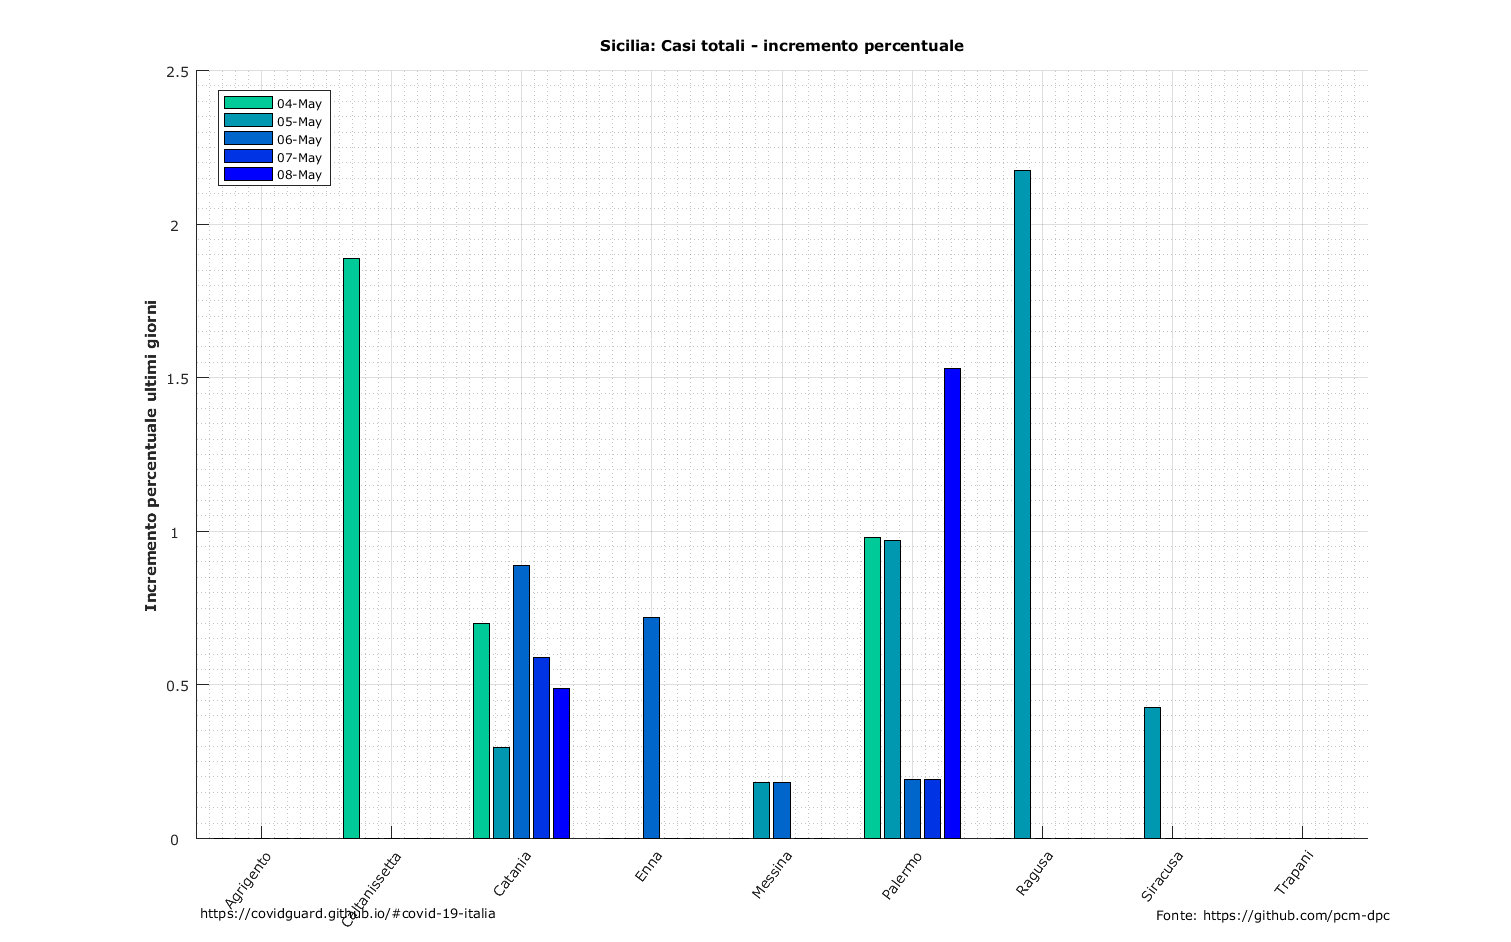 Sicilia: Casi totali - incremento percentuale
Incremento percentuale ultimi giorni
2.5
2
1.5
1
0.5
0
04-May
05-May
06-May
07-May
08-May
Agrigento
Caltanissetta
Catania
Enna
Messina
Palermo
Ragusa
Siracusa
Trapani
https://covidguard.github.io/#covid-19-italia
Fonte: https://github.com/pcm-dpc